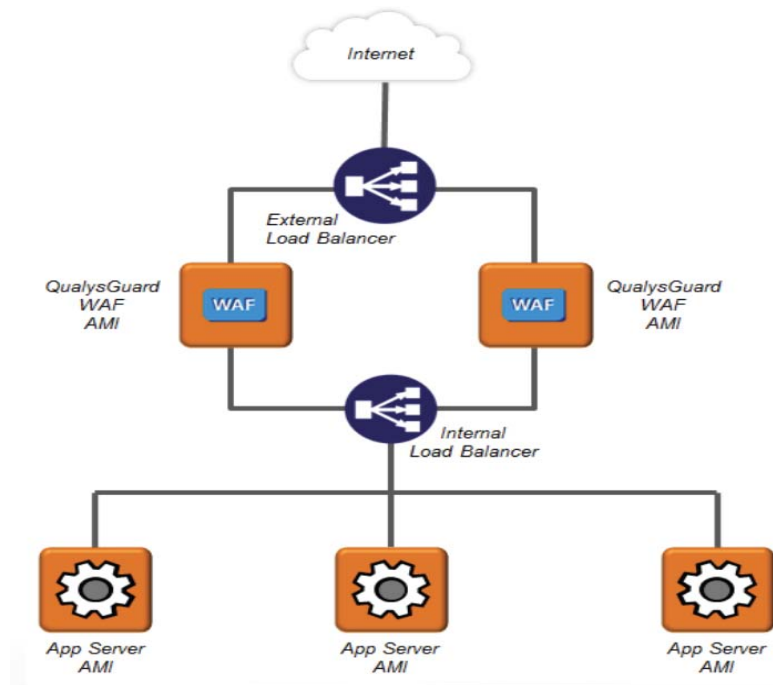 Internet
External
Load Balancer
QualysGuard
WAF
AMI
WAF
WAF
QualysGuard
WAF
AMI
Internal
Load Balancer
App Server
AMI
App Server
AMI
App Server
AMI